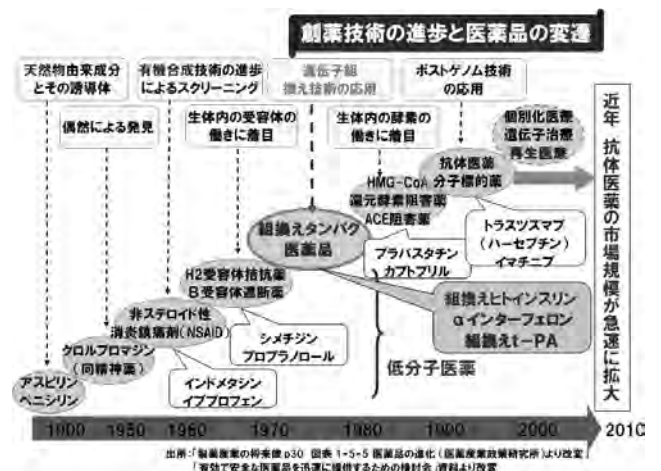 創薬技術の進歩と医薬品の変遷
天然物由来成分
とその誘導体
有機合成技術の進歩
によるスクリーニング
遺伝子組
換え技術の応用
ポストゲノム技術
の応用
偶然による発見
生体内の受容体の
働きに着目
生体内の酵素の
働きに着目
個別化医療
遺伝子治療
再生医療
近年 抗体医薬の市場規模が急速に拡大
抗体医薬
分子標的薬
HMG-CoA
還元酵素阻害薬
ACE阻害薬
トラスツズマブ
(ハーセプチン)
イマチニブ
組換えタンパク
医薬品
プラバスタチン
カプトプリル
H2受容体拮抗薬
β受容体遮断薬
組換えヒトインスリン
αインターフェロン
組換えt-PA
非ステロイド性
消炎鎮痛剤(NSAID)
シメチジン
プロプラノロール
低分子医薬
クロルプロマジン
(向精神薬)
インドメタシン
イブプロフェン
アスピリン
ペニシリン
1900 1950 1960 1970 1980 1990 2000 2010
出所:「製薬産業の将来像p30 図表1-5-5 医薬品の進化(医薬産業政策研究所)より改変
「有効で安全な医薬品を迅速に提供するための検討会」資料より改変